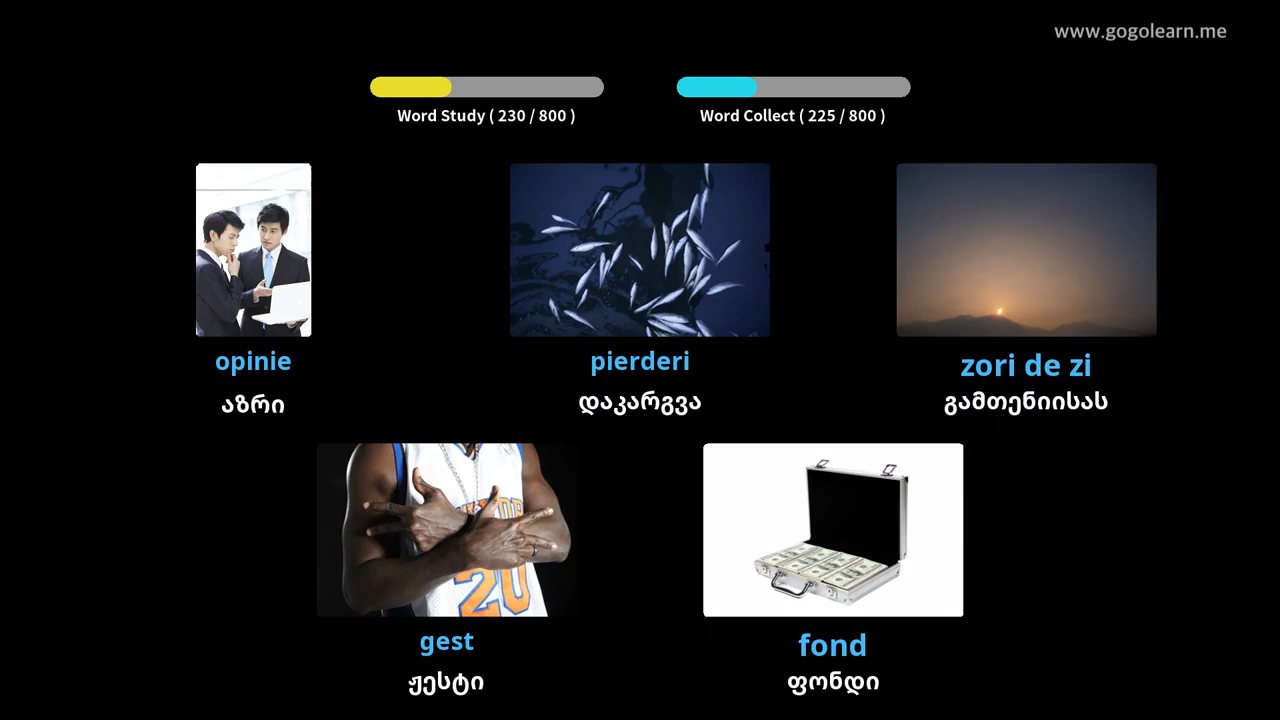 www.gogolearn.me
Word Study ( 230 / 800 )
Word Collect ( 225 / 800 )
opinie
pierderi
zori de zi
აზრი
დაკარგვა
გამთენიისას
20
gest
fond
ჟესტი
ფონდი